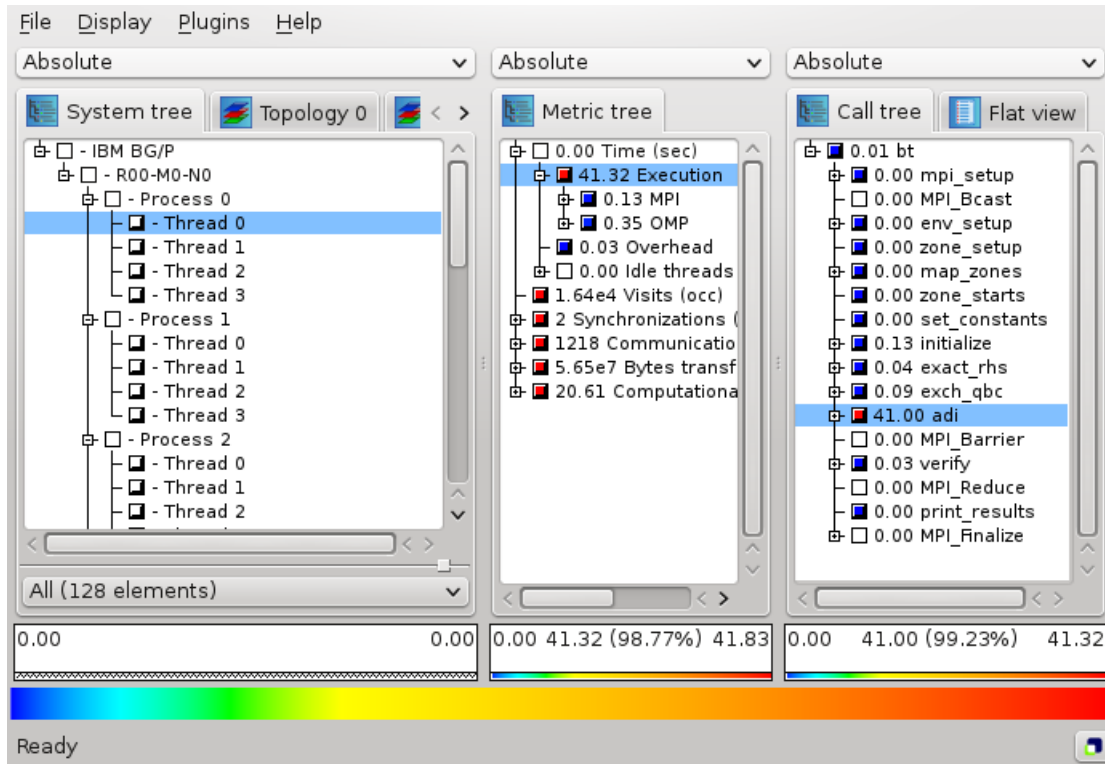 File Display Plugins Help
Absolute Absolute Absolute
System tree Topology 0
- IBM BG/P
- R00-M0-N0
- Process 0
- Thread 0
- Thread 1
- Thread 2
- Thread 3
- Process 1
- Thread 0
- Thread 1
- Thread 2
- Thread 3
- Process 2
- Thread 0
- Thread 1
- Thread 2
All (128 elements)
0.00 0.00
Metric tree
0.00 Time (sec)
41.32 Execution
0.13 MPI
0.35 OMP
0.03 Overhead
0.00 Idle threads
1.64e4 Visits (occ)
2 Synchronizations (
1218 Communicatio
5.65e7 Bytes transf
20.61 Computationa
0.00 41.32 (98.77%) 41.83
Call tree Flat view
0.01 bt
0.00 mpi_setup
0.00 MPI_Bcast
0.00 env_setup
0.00 zone_setup
0.00 map_zones
0.00 zone_starts
0.00 set_constants
0.13 initialize
0.04 exact_rhs
0.09 exch_qbc
41.00 adi
0.00 MPI_Barrier
0.03 verify
0.00 MPI_Reduce
0.00 print_results
0.00 MPI_Finalize
0.00 41.00 (99.23%) 41.32
Ready